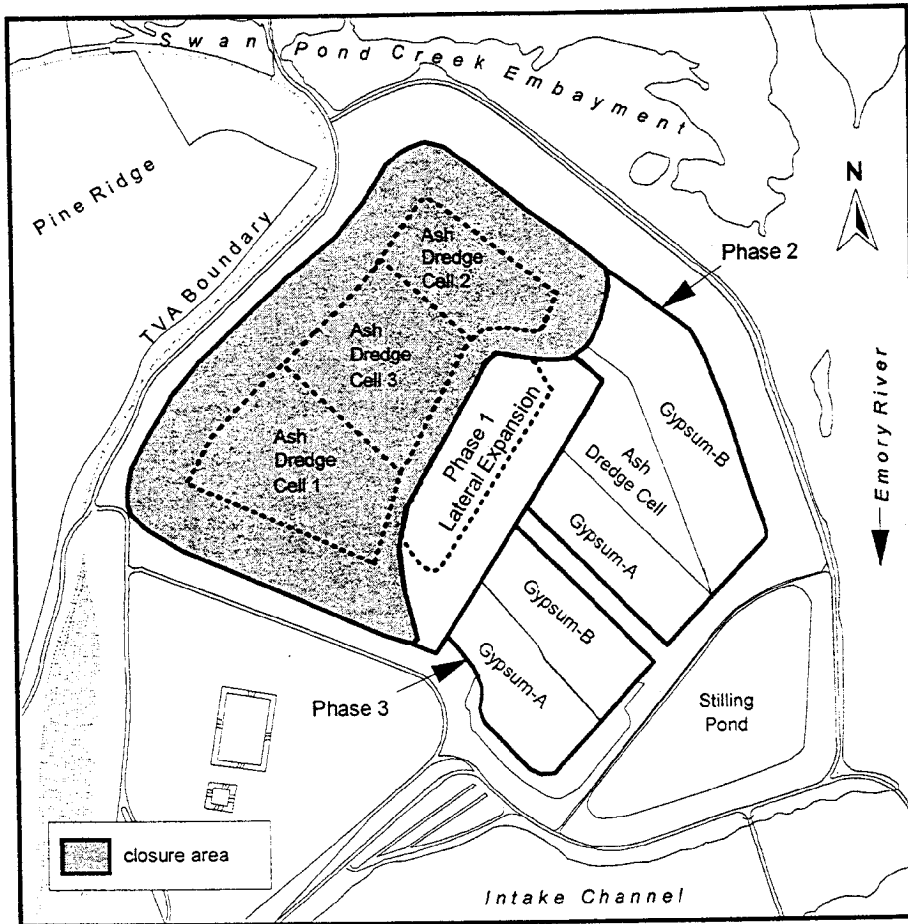 Swan Pond Creek Embayment
Pine Ridge
TVA Boundary
N
Emory River
Phase 2
Ash
Dredge
Cell 2
Ash
Dredge
Cell 3
Ash
Dredge
Cell 1
Phase 1
Lateral Expansion
Gypsum-B
Ash
Dredge Cell
Gypsum-A
Gypsum-B
Gypsum-A
Phase 3
Stilling
Pond
closure area
Intake Channel